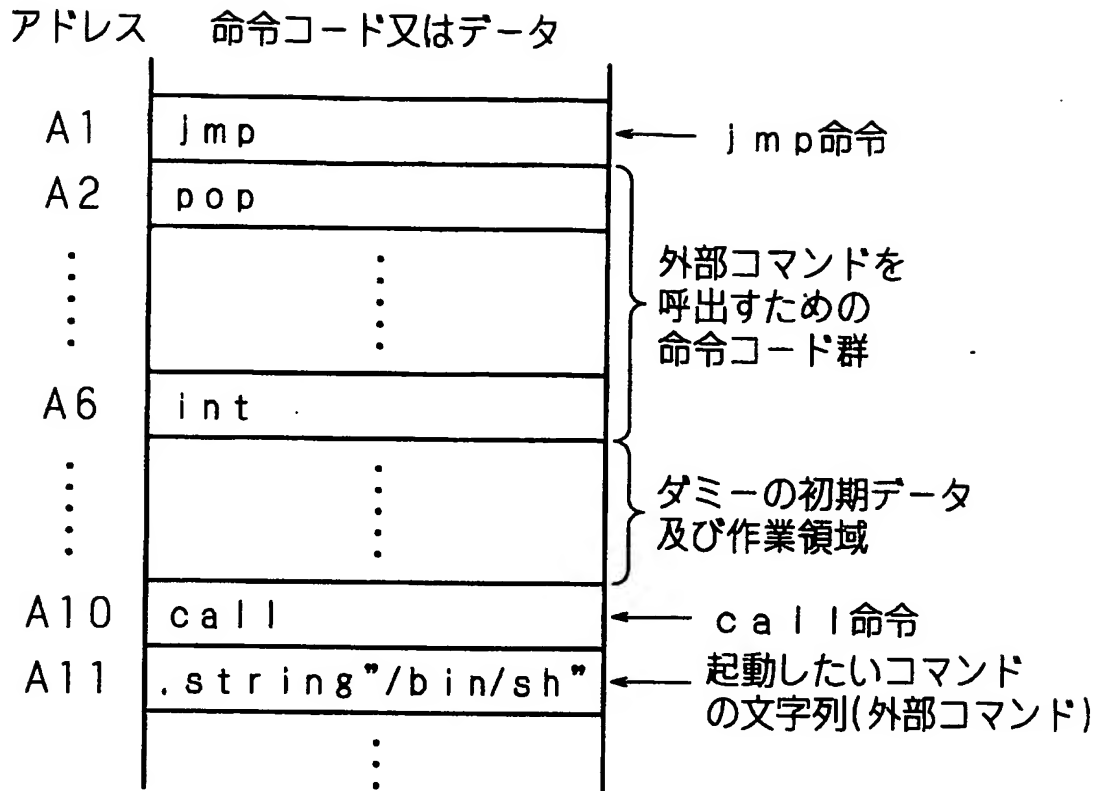 アドレス 命令コード又はデータ
A1 jmp ← jmp命令
A2 pop
外部コマンドを
呼出すための
命令コード群
A6 int
ダミーの初期データ
及び作業領域
A10 call ← call命令
A11 .string"/bin/sh" ← 起動したいコマンド
の文字列(外部コマンド)